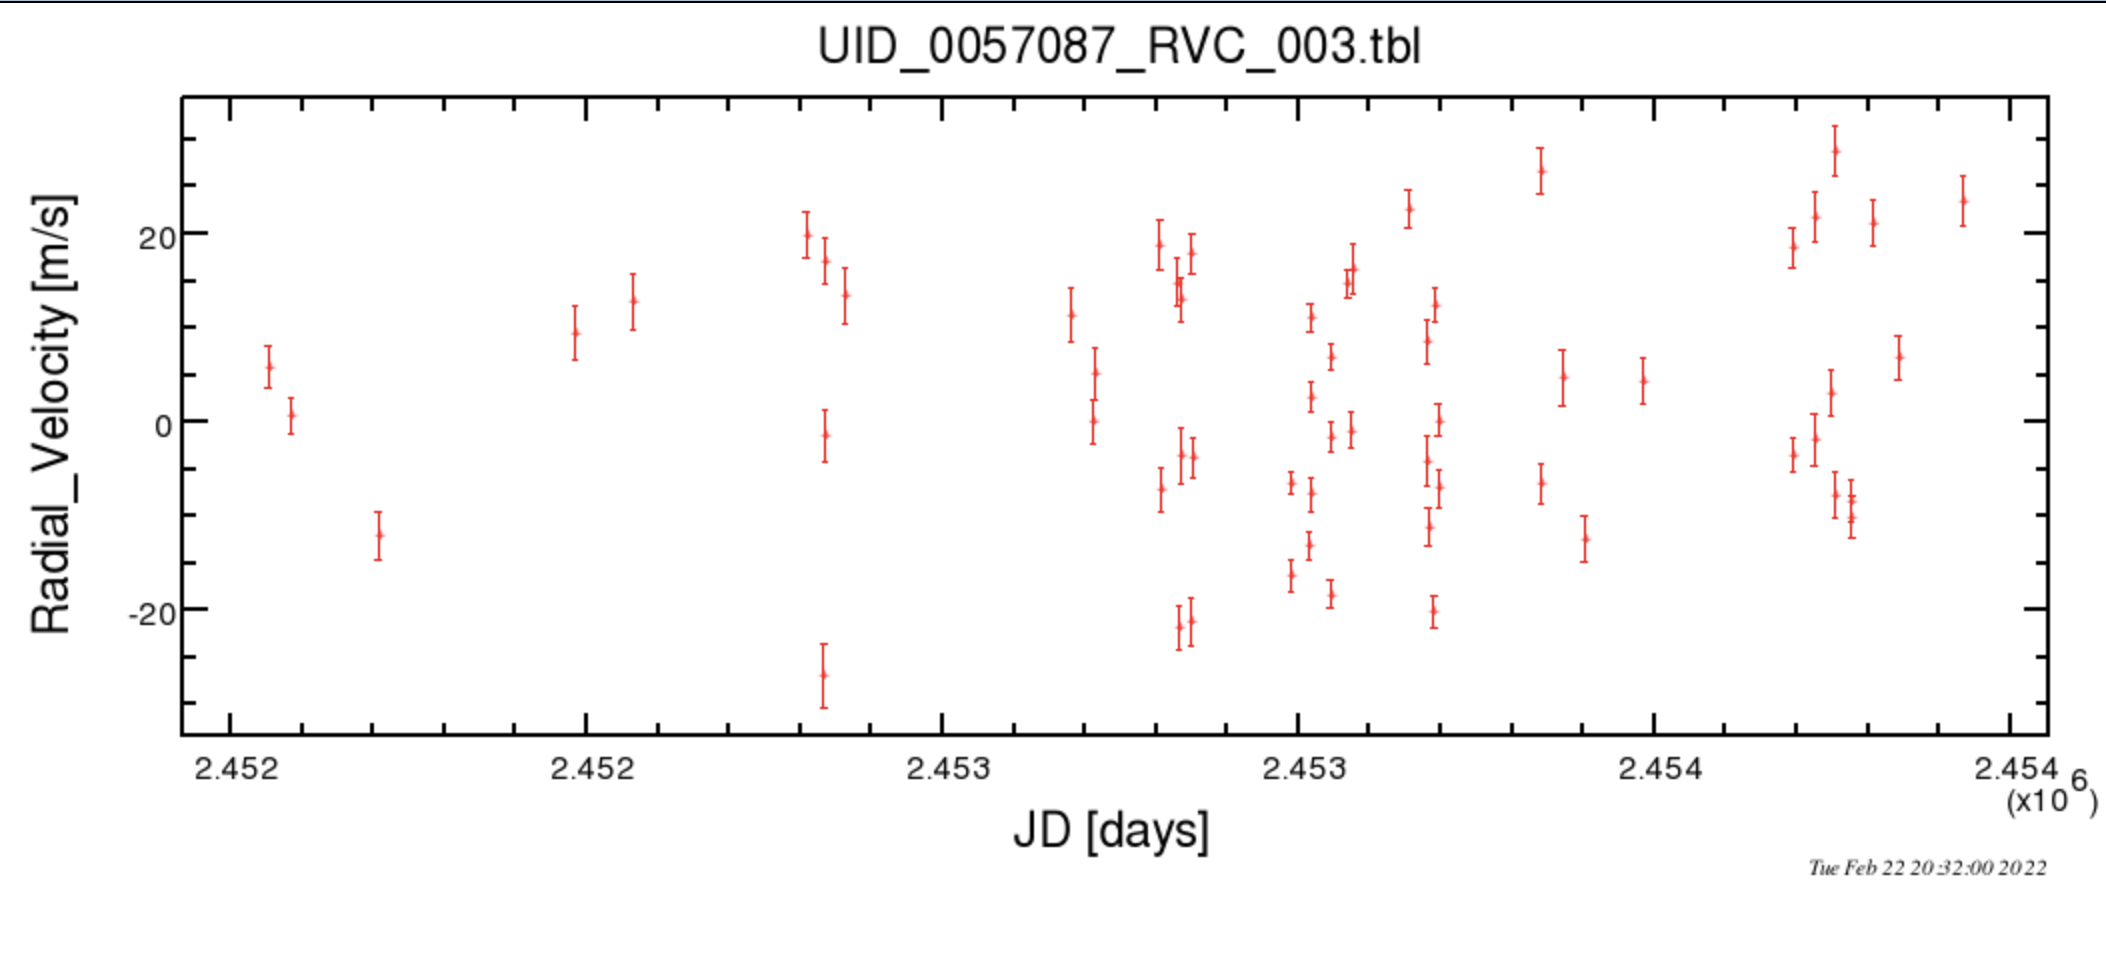 UID_0057087_RVC_003.tbl
Radial_Velocity [m/s]
20
0
-20
2.452 2.452 2.453 2.453 2.454 2.454
(x10^6)
JD [days]
Tue Feb 22 20:32:00 2022